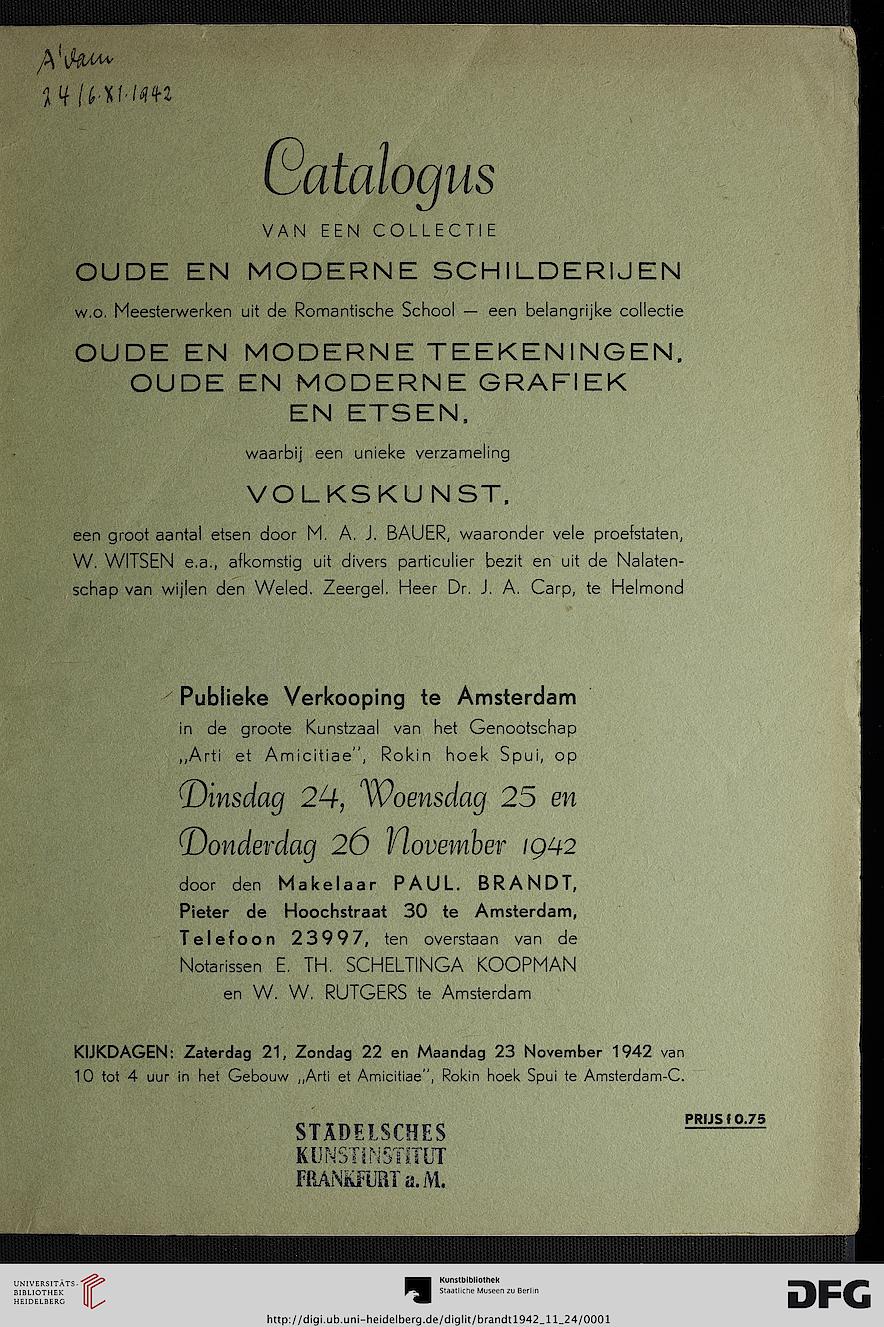 A'dam
24/6.XI.1942
Catalogus
VAN EEN COLLECTIE
OUDE EN MODERNE SCHILDERIJEN
w.o. Meesterwerken uit de Romantische School — een belangrijke collectie
OUDE EN MODERNE TEEKENINGEN,
OUDE EN MODERNE GRAFIEK
EN ETSEN,
waarbij een unieke verzameling
VOLKSKUNST,
een groot aantal etsen door M. A. J. BAUER, waaronder vele proefstaten,
W. WITSEN e.a., afkomstig uit divers particulier bezit en uit de Nalaten-
schap van wijlen den Weled. Zeergel. Heer Dr. J. A. Carp, te Helmond
Publieke Verkooping te Amsterdam
in de groote Kunstzaal van het Genootschap
„Arti et Amicitiae”, Rokin hoek Spui, op
Dinsdag 24, Woensdag 25 en
Donderdag 26 November 1942
door den Makelaar PAUL. BRANDT,
Pieter de Hoochstraat 30 te Amsterdam,
Telefoon 23997, ten overstaan van de
Notarissen E. TH. SCHELTINGA KOOPMAN
en W. W. RUTGERS te Amsterdam
KIJKDAGEN: Zaterdag 21, Zondag 22 en Maandag 23 November 1942 van
10 tot 4 uur in het Gebouw „Arti et Amicitiae”, Rokin hoek Spui te Amsterdam-C.
PRIJS f 0.75
STÄDELSCHES
KUNSTINSTITUT
FRANKFURT a. M.
UNIVERSITÄTS-
BIBLIOTHEK
HEIDELBERG
Kunstbibliothek
Staatliche Museen zu Berlin
DFG
http://digi.ub.uni-heidelberg.de/diglit/brandt1942_11_24/0001